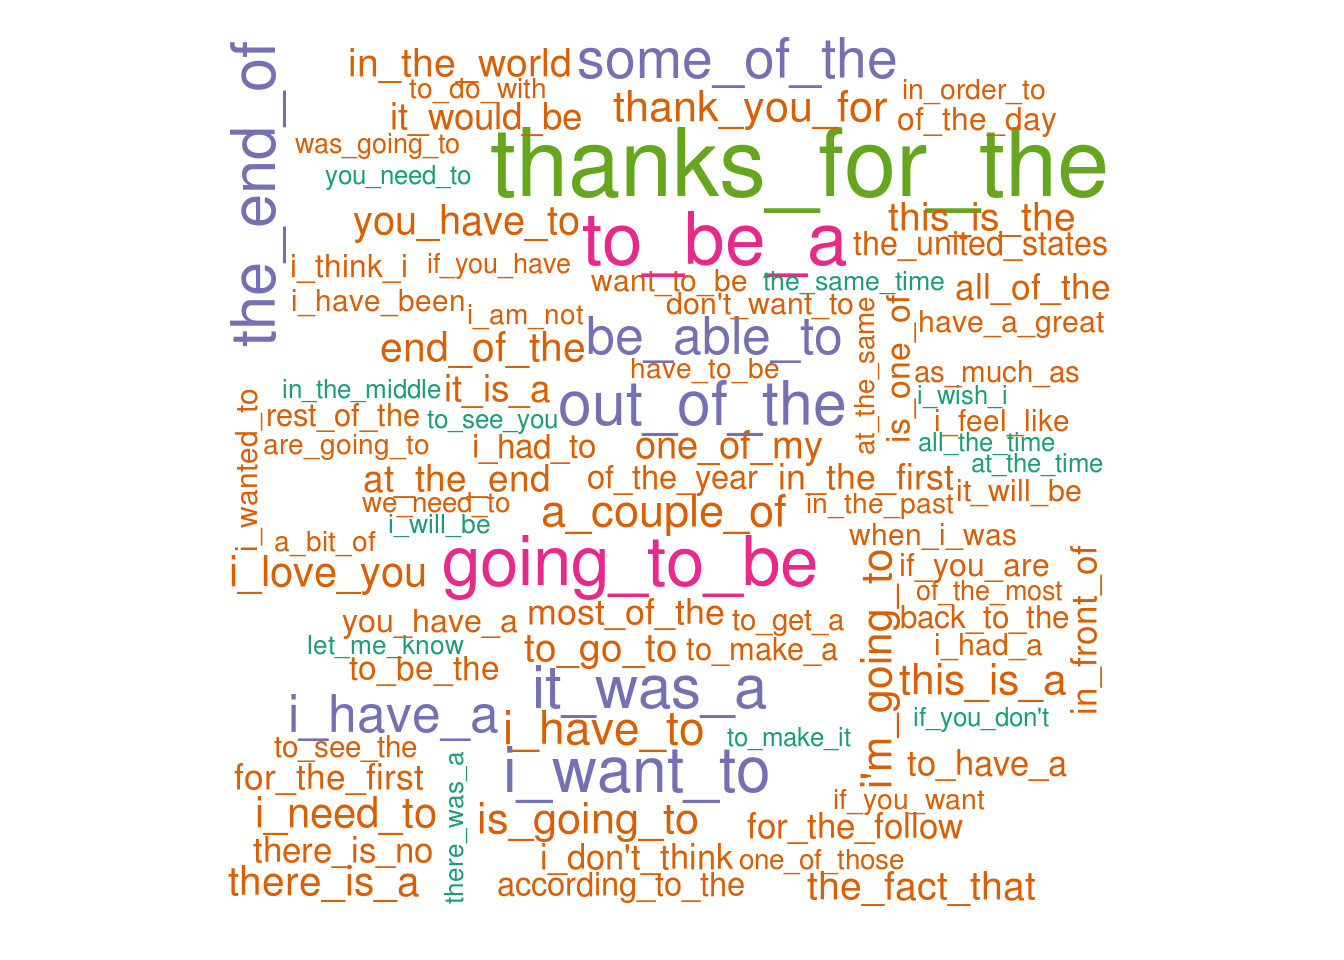 the_end_of
in_the_world
some_of_the
to_do_with
in_order_to
it_would_be
thank_you_for
of_the_day
was_going_to
thanks_for_the
you_need_to
you_have_to
to_be_a
this_is_the
the_united_states
i_think_i
if_you_have
want_to_be
the_same_time
all_of_the
i_have_been
don't_want_to
i_am_not
at_the_same
is_one_of
have_a_great
end_of_the
be_able_to
have_to_be
as_much_as
in_the_middle
it_is_a
out_of_the
i_wish_i
i_wanted_to
rest_of_the
to_see_you
i_feel_like
are_going_to
i_had_to
one_of_my
all_the_time
at_the_time
at_the_end
of_the_year
in_the_first
it_will_be
we_need_to
a_couple_of
in_the_past
i_will_be
a_bit_of
when_i_was
i_love_you
going_to_be
i'm_going_to
if_you_are
in_front_of
of_the_most
you_have_a
most_of_the
to_get_a
back_to_the
let_me_know
to_go_to
to_make_a
i_had_a
to_be_the
this_is_a
it_was_a
i_have_a
i_have_to
to_make_it
if_you_don't
to_see_the
there_was_a
for_the_first
i_want_to
to_have_a
i_need_to
is_going_to
if_you_want
for_the_follow
there_is_no
i_don't_think
one_of_those
there_is_a
according_to_the
the_fact_that